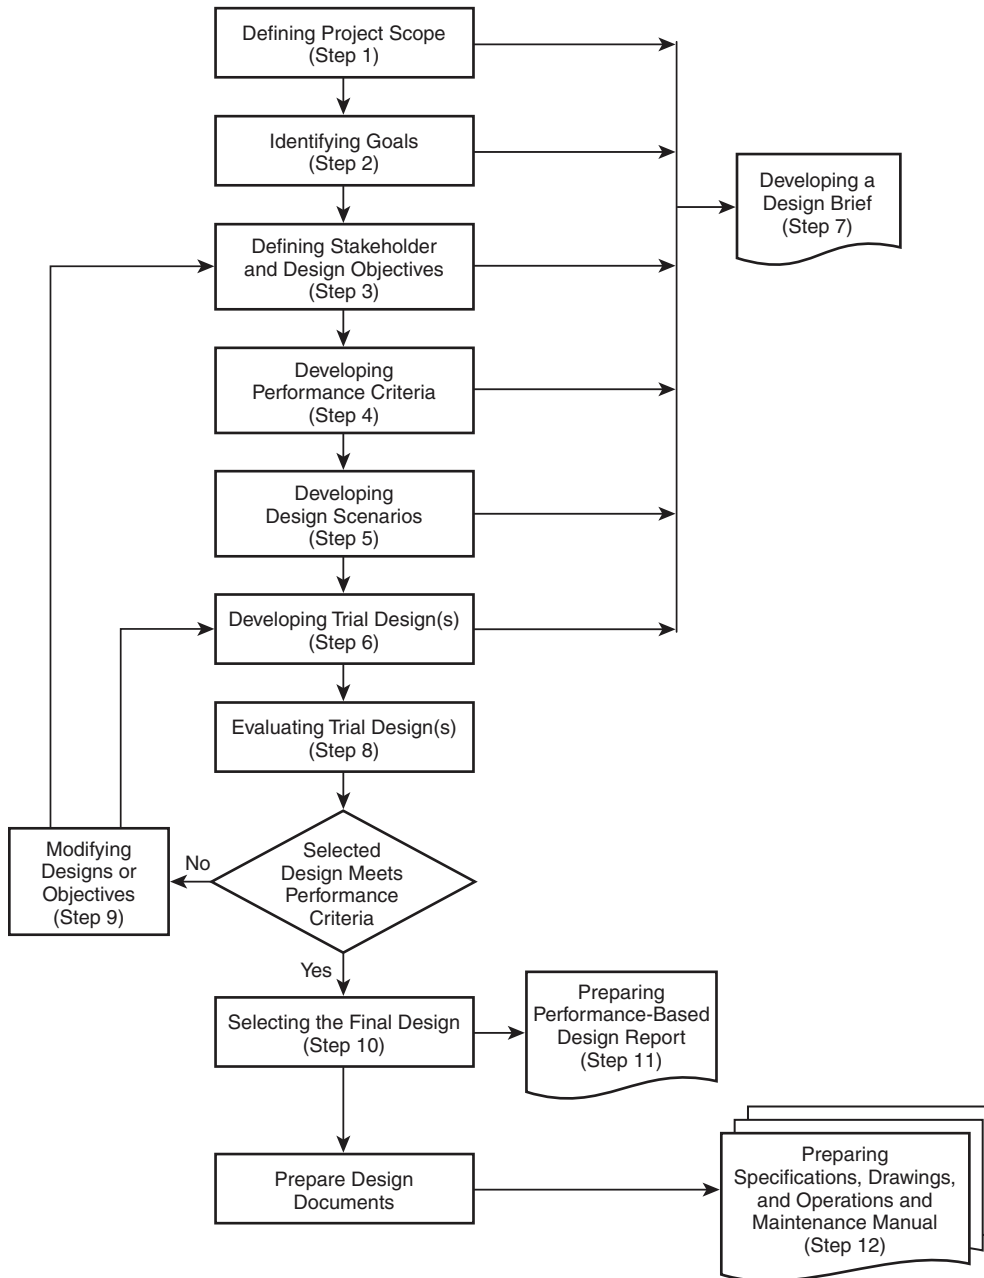 Defining Project Scope
(Step 1)
Identifying Goals
(Step 2)
Developing a
Design Brief
(Step 7)
Defining Stakeholder
and Design Objectives
(Step 3)
Developing
Performance Criteria
(Step 4)
Developing
Design Scenarios
(Step 5)
Developing Trial Design(s)
(Step 6)
Evaluating Trial Design(s)
(Step 8)
Modifying
Designs or
Objectives
(Step 9)
No
Selected
Design Meets
Performance
Criteria
Yes
Selecting the Final Design
(Step 10)
Preparing
Performance-Based
Design Report
(Step 11)
Prepare Design
Documents
Preparing
Specifications, Drawings,
and Operations and
Maintenance Manual
(Step 12)